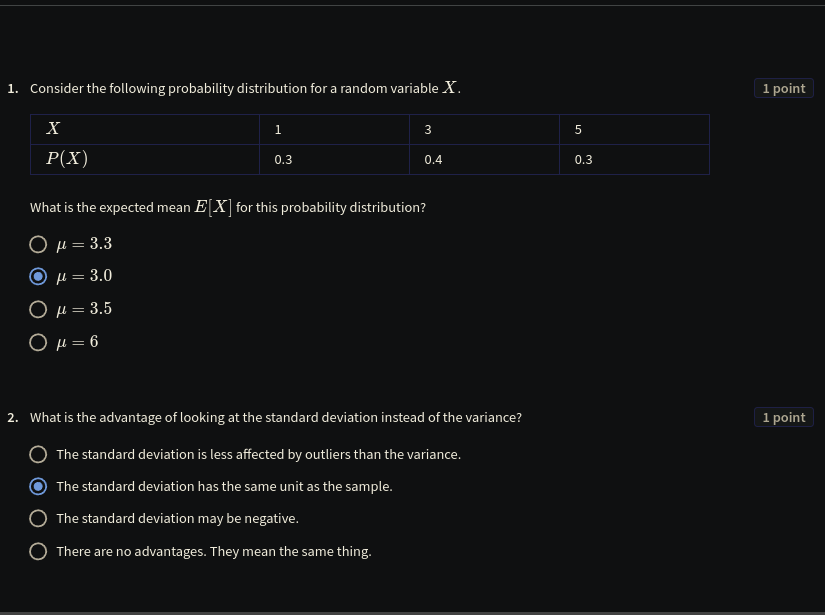 1. Consider the following probability distribution for a random variable X. 1 point
X 1 3 5
P(X) 0.3 0.4 0.3
What is the expected mean E[X] for this probability distribution?
μ = 3.3
μ = 3.0
μ = 3.5
μ = 6
2. What is the advantage of looking at the standard deviation instead of the variance? 1 point
The standard deviation is less affected by outliers than the variance.
The standard deviation has the same unit as the sample.
The standard deviation may be negative.
There are no advantages. They mean the same thing.